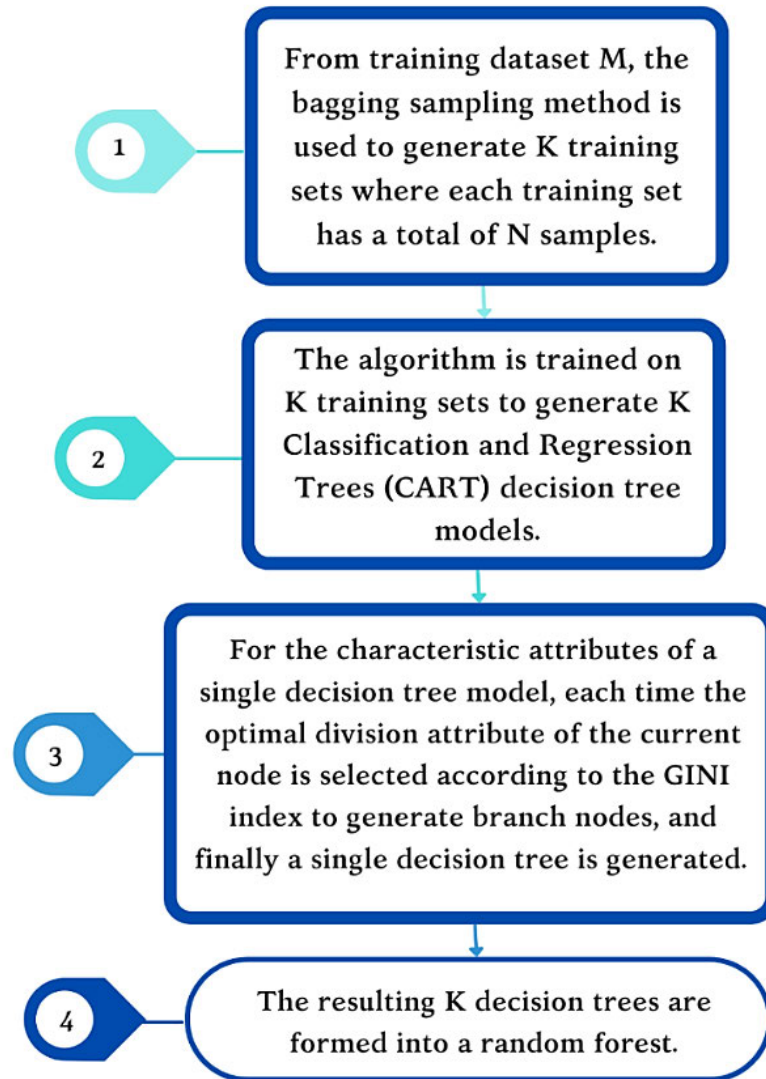 1
From training dataset M, the
bagging sampling method is
used to generate K training
sets where each training set
has a total of N samples.
2
The algorithm is trained on
K training sets to generate K
Classification and Regression
Trees (CART) decision tree
models.
3
For the characteristic attributes of a
single decision tree model, each time the
optimal division attribute of the current
node is selected according to the GINI
index to generate branch nodes, and
finally a single decision tree is generated.
4
The resulting K decision trees are
formed into a random forest.